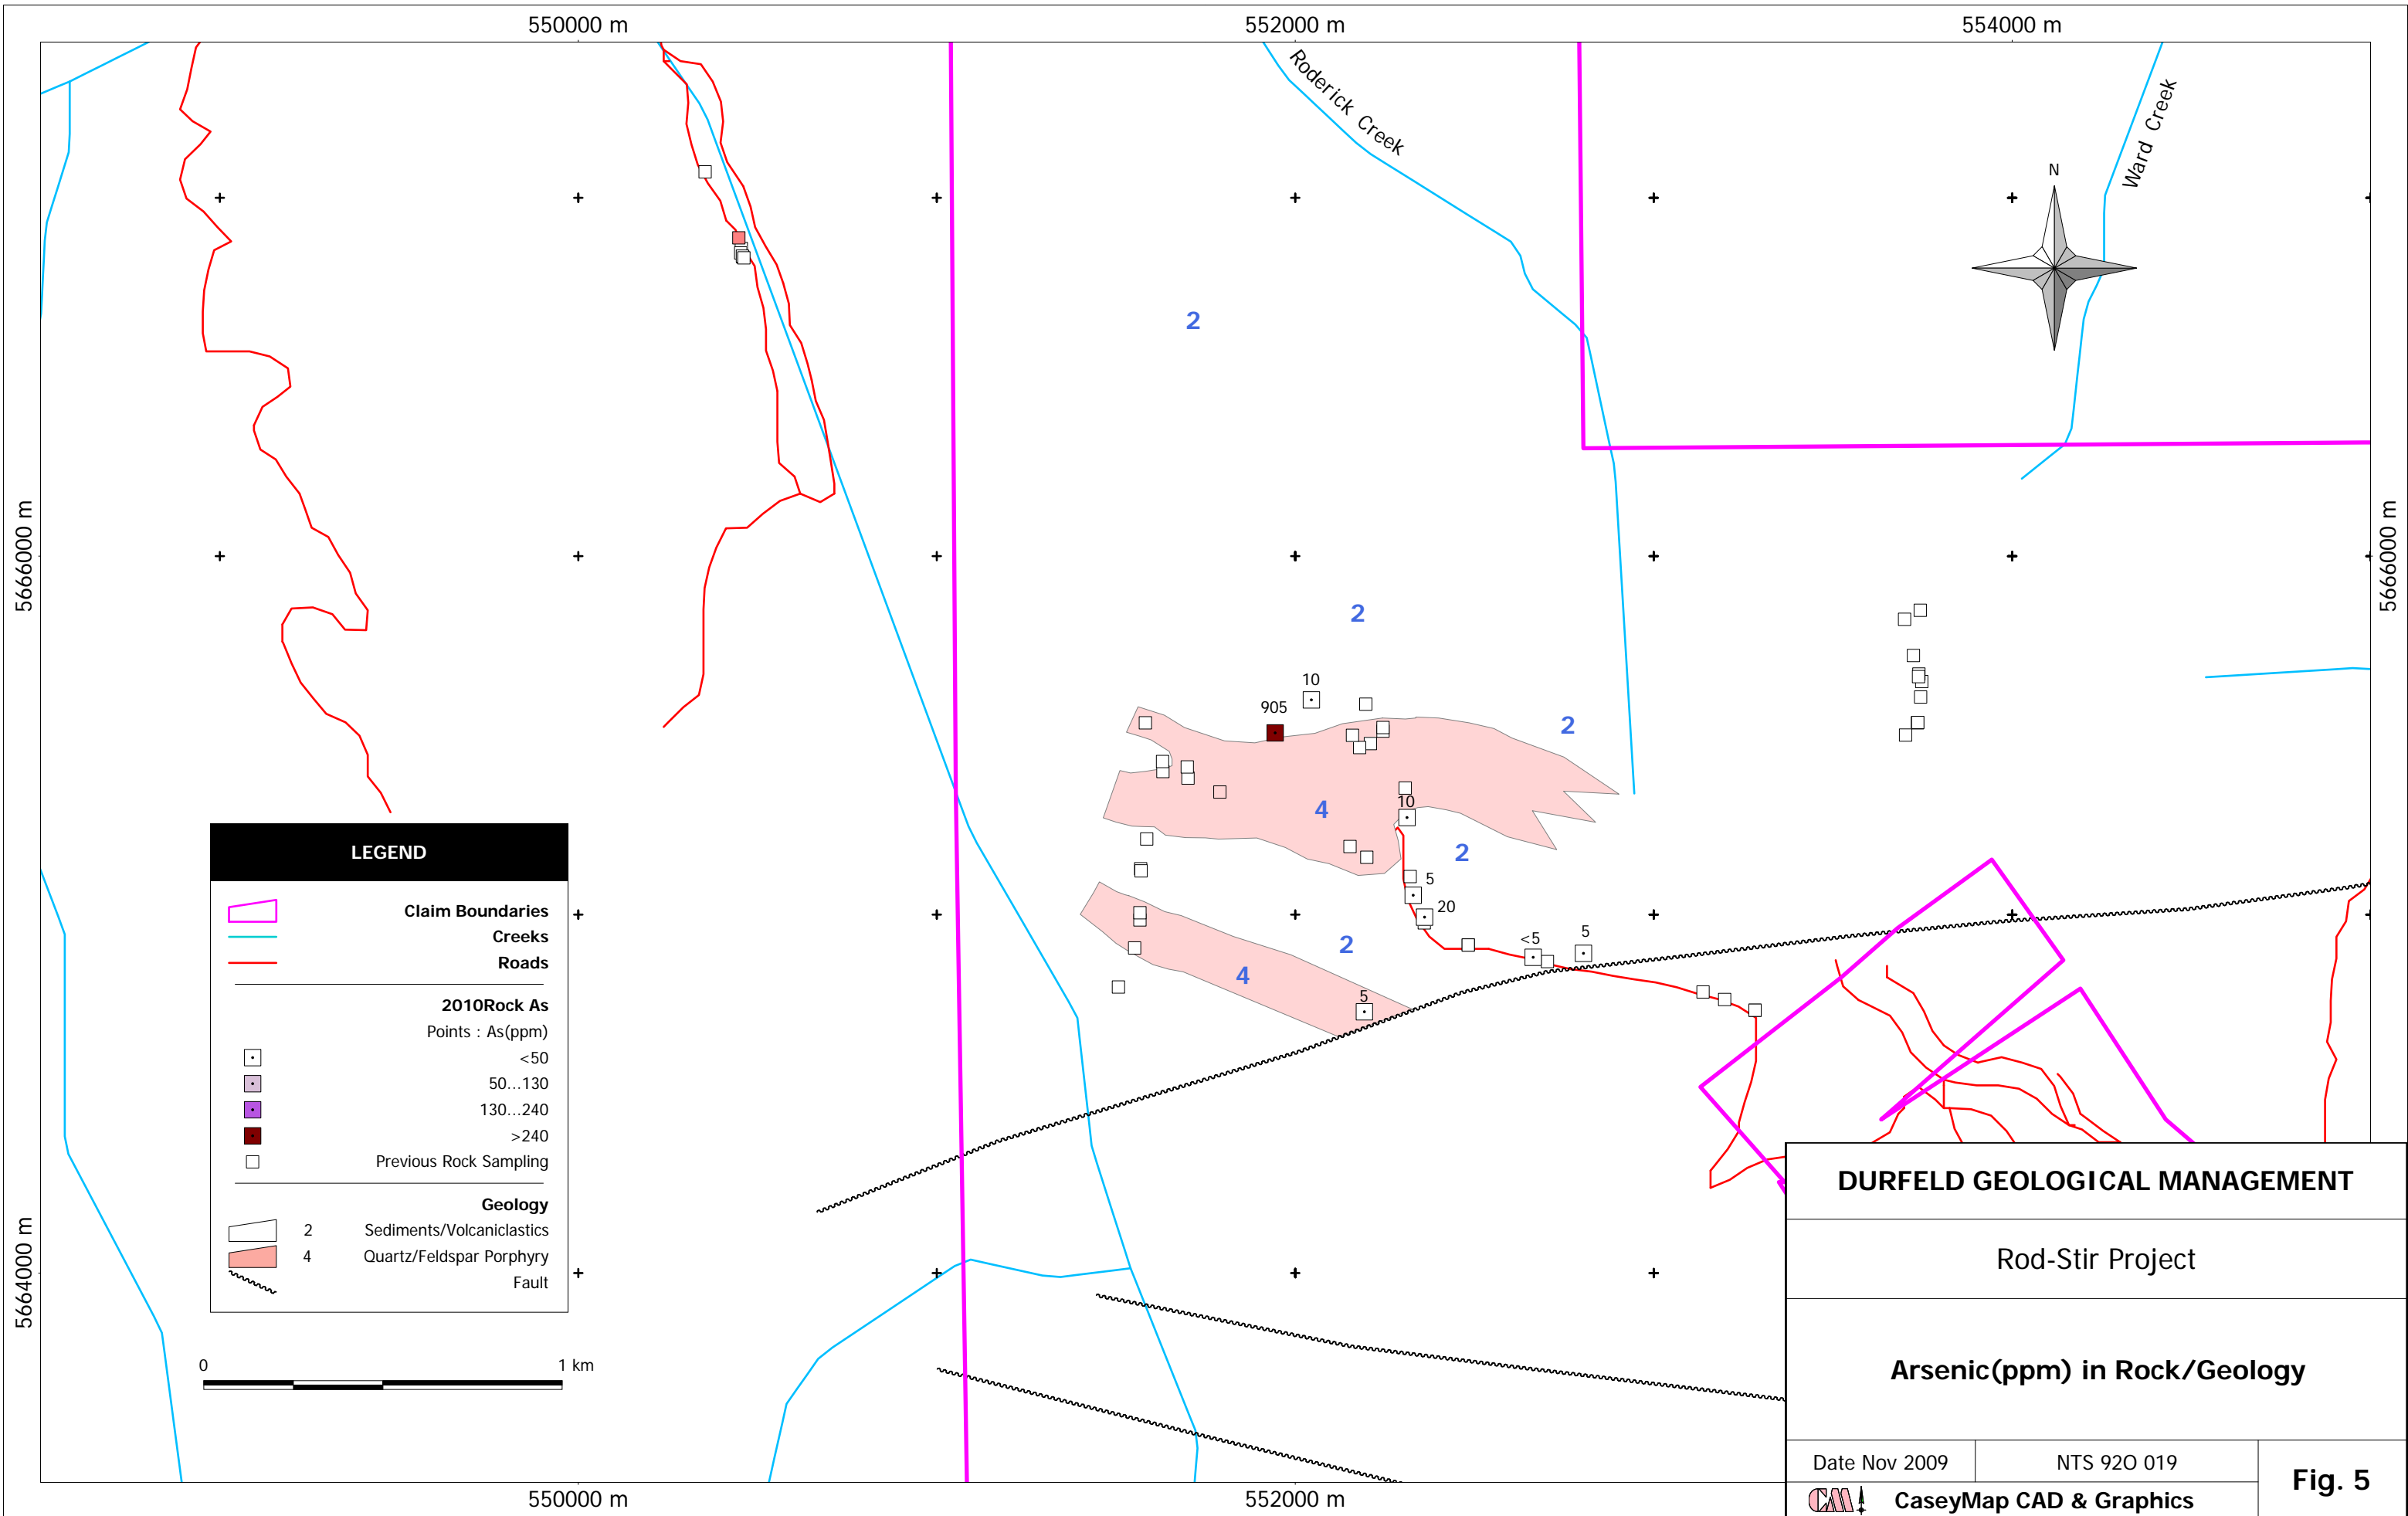 550000 m
552000 m
554000 m
Roderick Creek
Ward Creek
N
2
5666000 m
5666000 m
2
10
905
2
4
10
2
5
20
2
<5
5
4
5
LEGEND
Claim Boundaries
Creeks
Roads
2010Rock As
Points : As(ppm)
<50
50...130
130...240
>240
Previous Rock Sampling
Geology
2 Sediments/Volcaniclastics
4 Quartz/Feldspar Porphyry
Fault
5664000 m
0 1 km
DURFELD GEOLOGICAL MANAGEMENT
Rod-Stir Project
Arsenic(ppm) in Rock/Geology
Date Nov 2009
NTS 92O 019
Fig. 5
CaseyMap CAD & Graphics
550000 m
552000 m